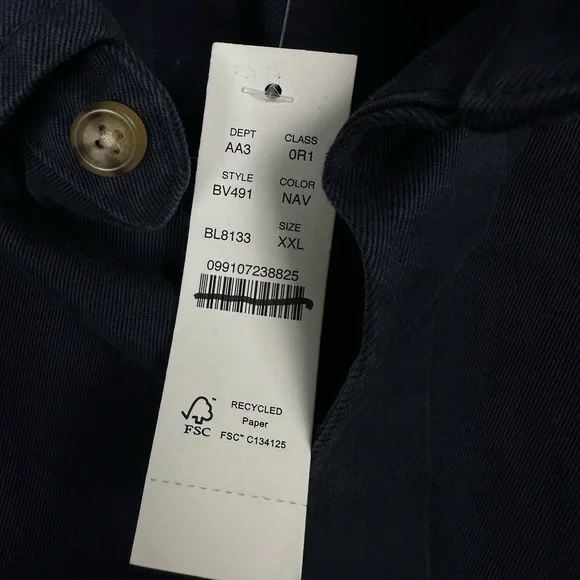 DEPT CLASS
AA3 0R1
STYLE COLOR
BV491 NAV
SIZE
BL8133 XXL
099107238825
RECYCLED
Paper
FSC FSC™ C134125